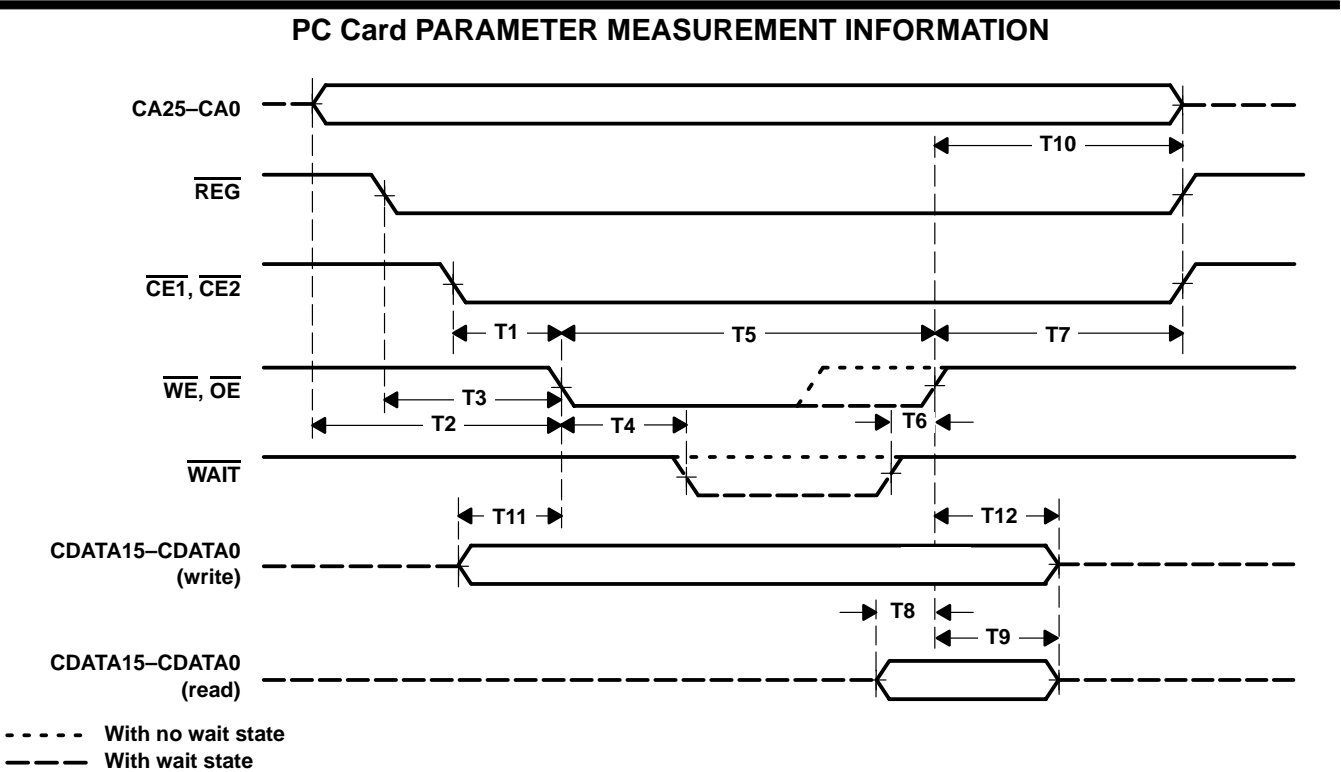 PC Card PARAMETER MEASUREMENT INFORMATION
CA25–CA0
T10
REG
CE1, CE2
T1
T5
T7
WE, OE
T3
T2
T4
T6
WAIT
T11
T12
CDATA15–CDATA0
(write)
T8
T9
CDATA15–CDATA0
(read)
With no wait state
With wait state